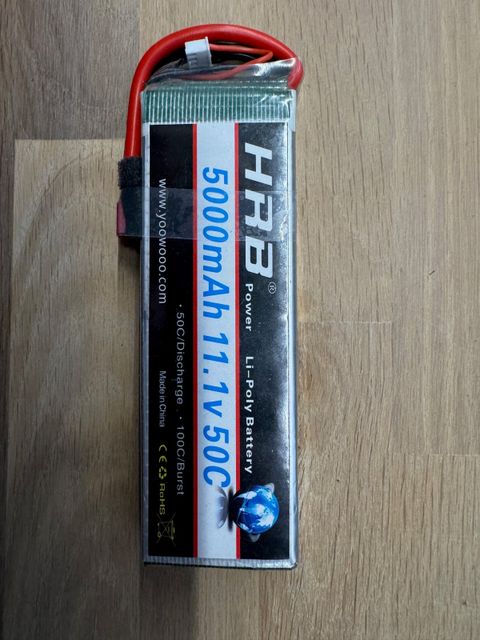 HRB®
Power Li-Poly Battery
5000mAh 11.1v 50C
· 50C/Discharge · 100C/Burst
www.yoowooo.com
Made in China
CE RoHS